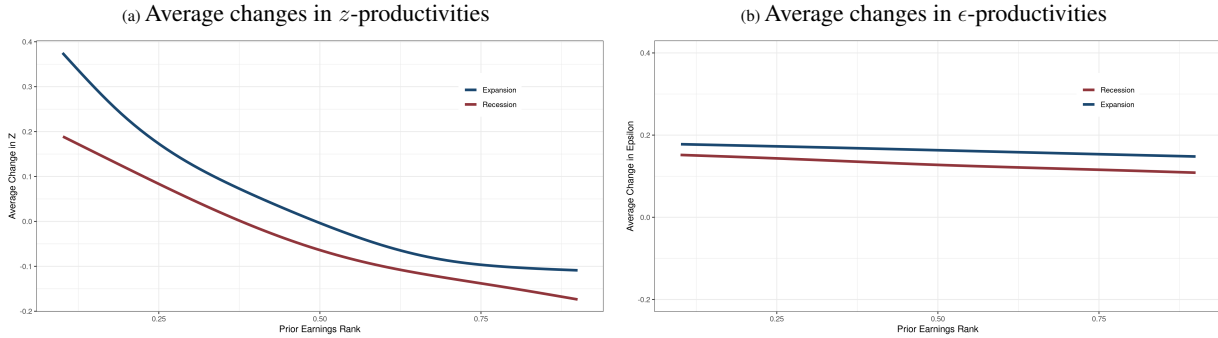 (a) Average changes in z-productivities
0.4
0.3
0.2
0.1
0.0
-0.1
-0.2
Average Change in Z
Expansion
Recession
0.25
0.50
0.75
Prior Earnings Rank
(b) Average changes in ϵ-productivities
0.4
0.2
0.0
-0.2
Average Change in Epsilon
Recession
Expansion
0.25
0.50
0.75
Prior Earnings Rank